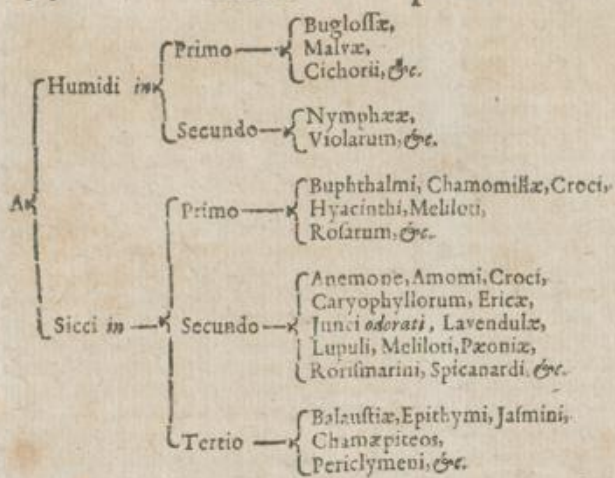 Buglossæ,
Primo
Malvæ,
Cichorii, &c.
Humidi in
Nymphææ,
Secundo
Violarum, &c.
A
Buphthalmi, Chamomillæ, Croci,
Primo
Hyacinthi, Meliloti,
Rosarum, &c.
Anemone, Amomi, Croci,
Caryophyllorum, Ericæ,
Sicci in
Secundo
Junci odorati, Lavendulæ,
Lupuli, Meliloti, Pæoniæ,
Rorismarini, Spicanardi, &c.
Balaustiæ, Epithymi, Jasmini,
Tertio
Chamæpiteos,
Periclymeni, &c.